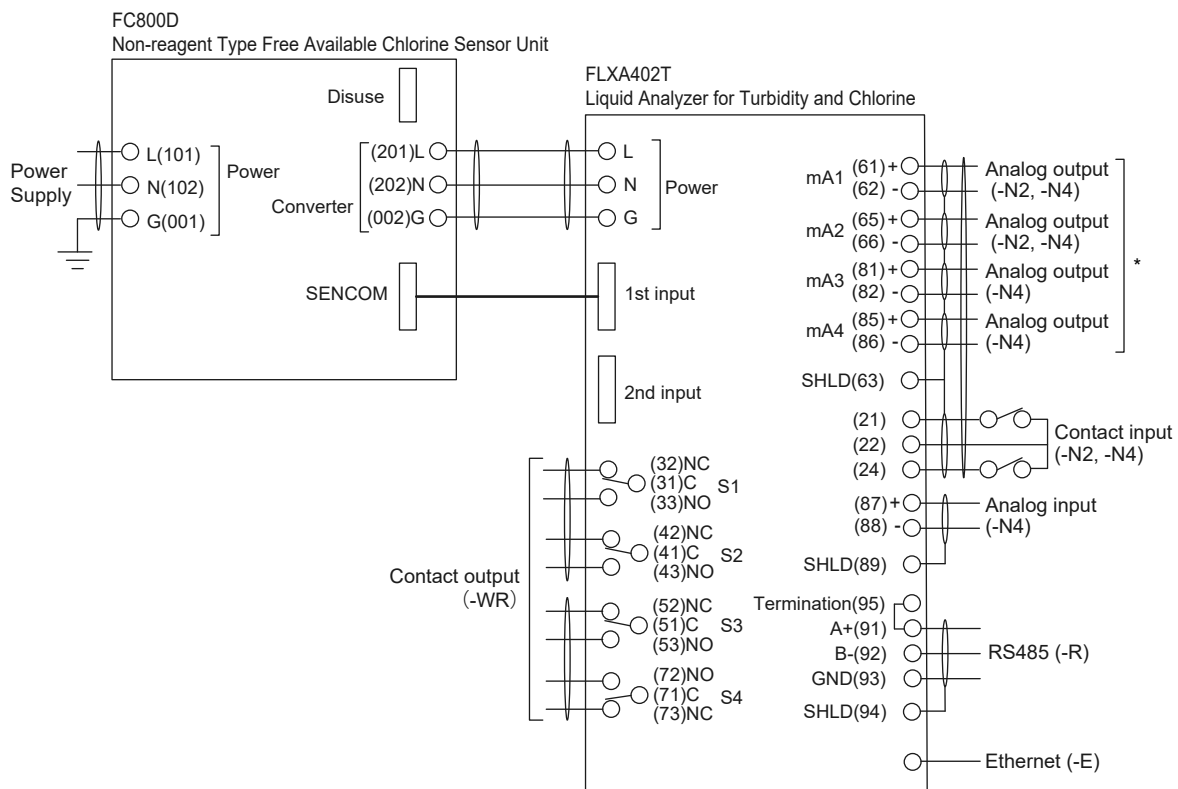 FC800D
Non-reagent Type Free Available Chlorine Sensor Unit
Disuse
Power
Supply
L(101)
N(102)
G(001)
Power
Converter
(201)L
(202)N
(002)G
SENCOM
FLXA402T
Liquid Analyzer for Turbidity and Chlorine
L
N
G
Power
1st input
2nd input
Contact output
(-WR)
(32)NC
(31)C
(33)NO
S1
(42)NC
(41)C
(43)NO
S2
(52)NC
(51)C
(53)NO
S3
(72)NO
(71)C
(73)NC
S4
mA1
(61)+
(62) -
Analog output
(-N2, -N4)
mA2
(65)+
(66) -
Analog output
(-N2, -N4)
mA3
(81)+
(82) -
Analog output
(-N4)
mA4
(85)+
(86) -
Analog output
(-N4)
*
SHLD(63)
(21)
(22)
(24)
Contact input
(-N2, -N4)
(87)+
(88) -
Analog input
(-N4)
SHLD(89)
Termination(95)
A+(91)
B-(92)
GND(93)
RS485 (-R)
SHLD(94)
Ethernet (-E)